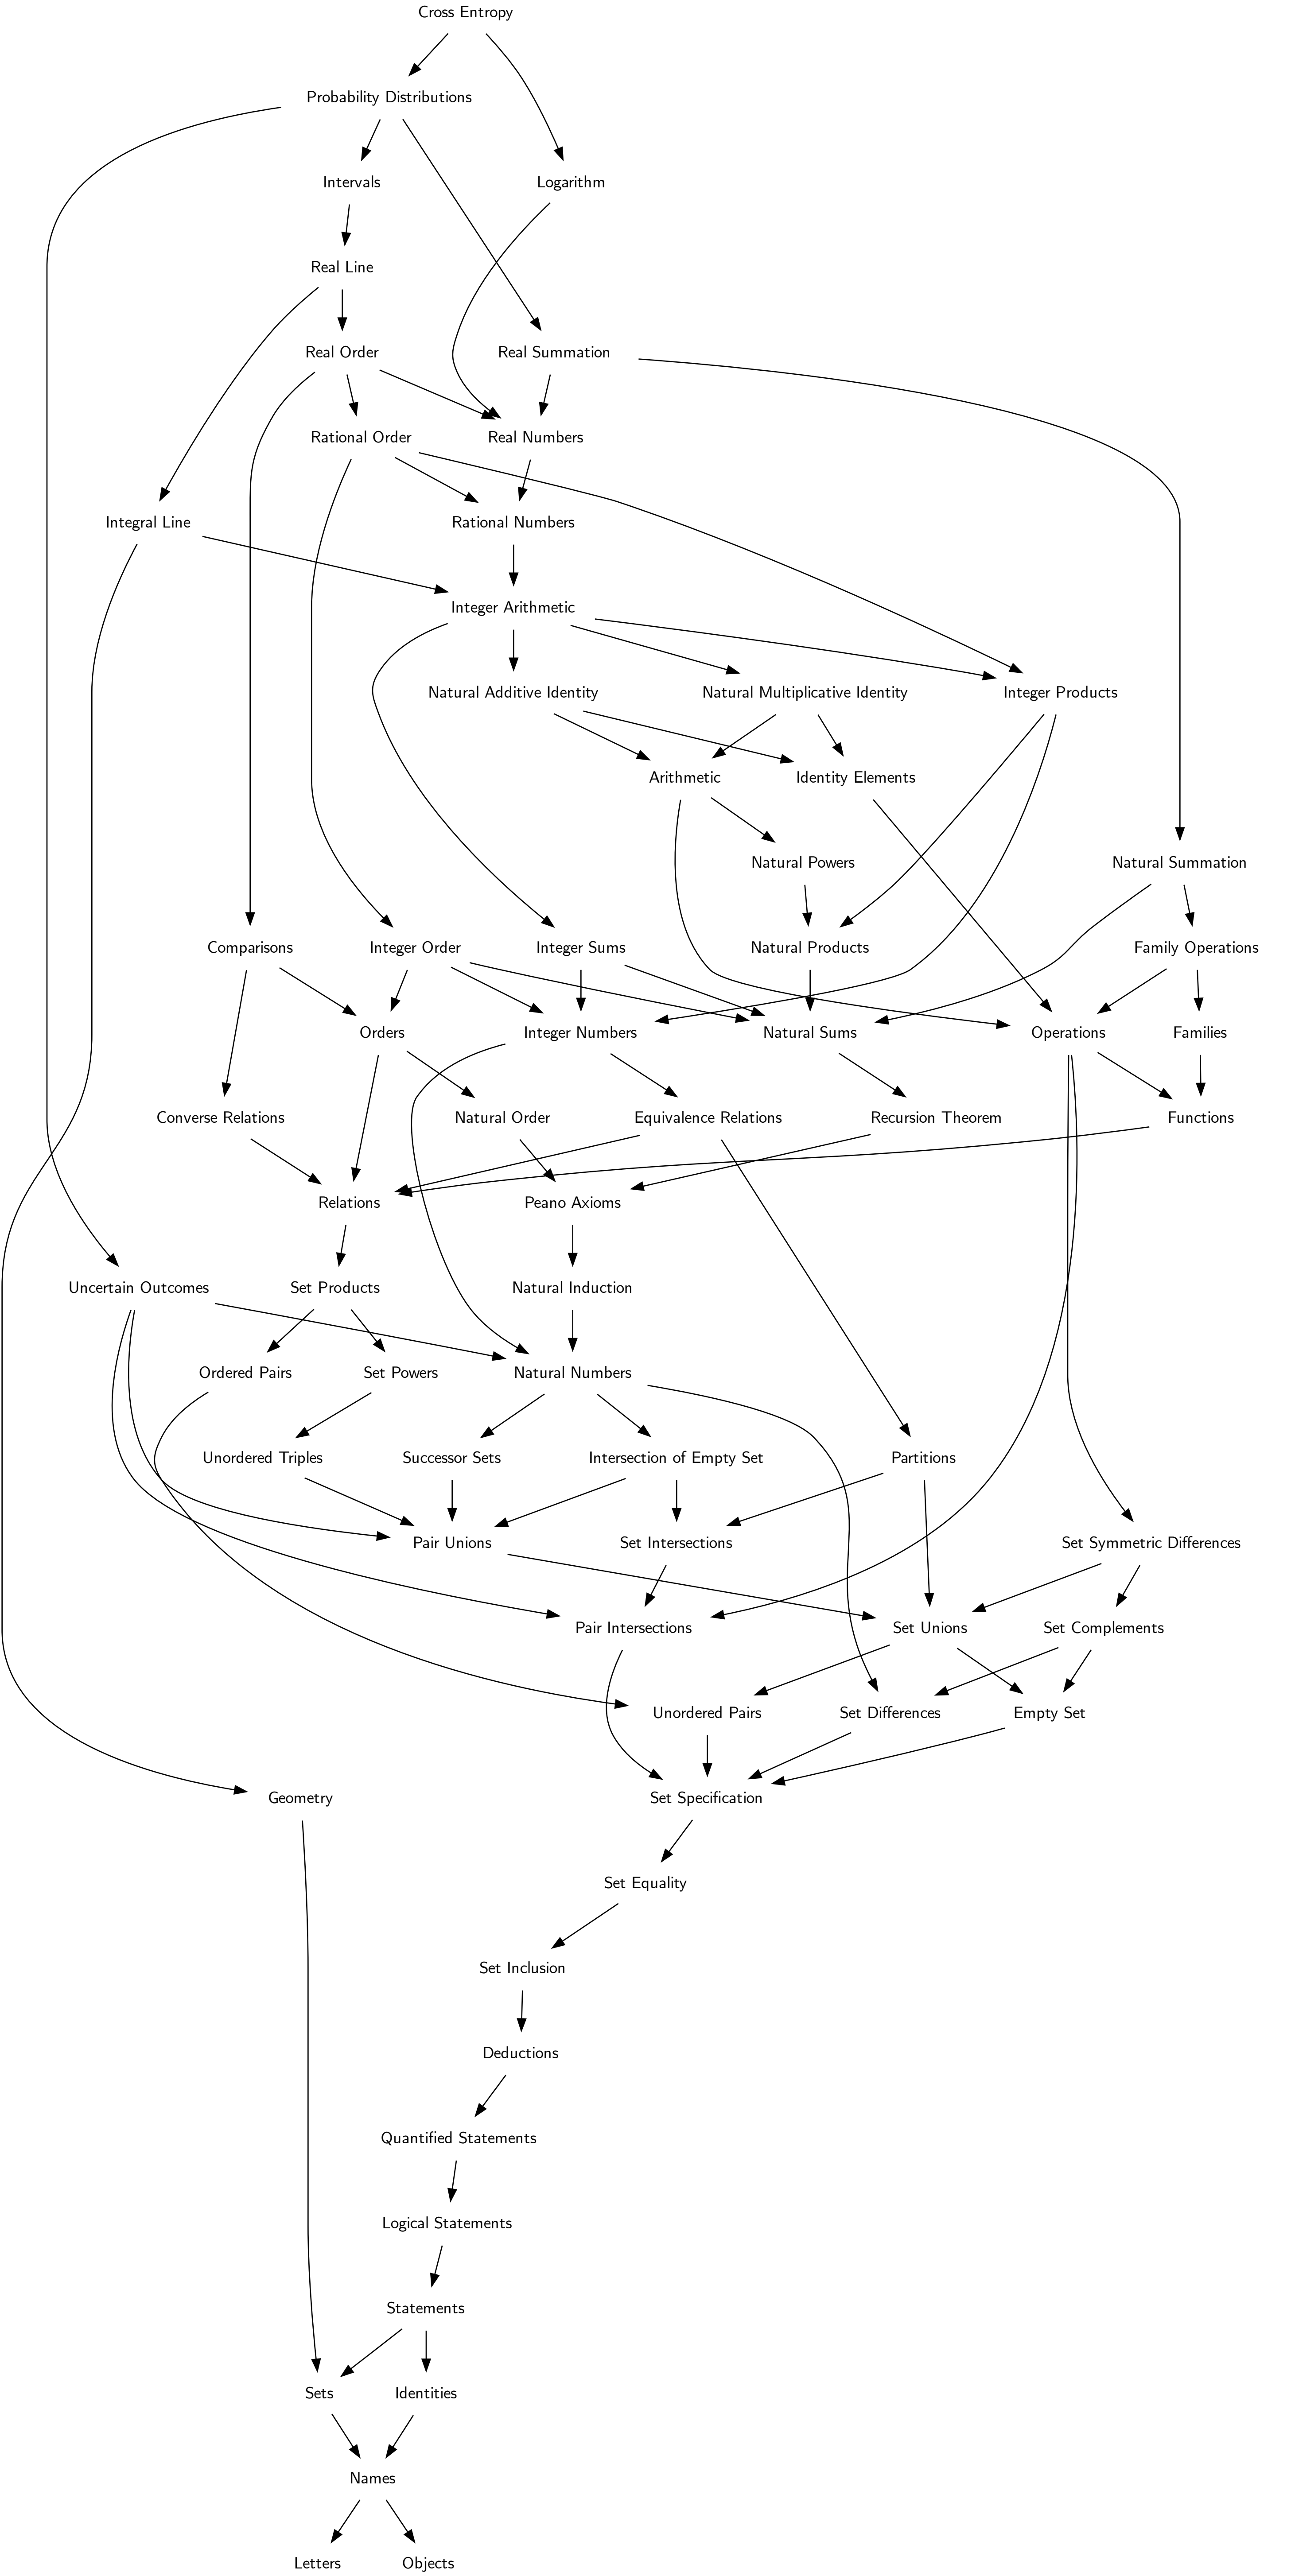 Cross Entropy
Probability Distributions
Intervals
Logarithm
Real Line
Real Order
Real Summation
Rational Order
Real Numbers
Integral Line
Rational Numbers
Integer Arithmetic
Natural Additive Identity
Natural Multiplicative Identity
Integer Products
Arithmetic
Identity Elements
Natural Powers
Natural Summation
Comparisons
Integer Order
Integer Sums
Natural Products
Family Operations
Orders
Integer Numbers
Natural Sums
Operations
Families
Converse Relations
Natural Order
Equivalence Relations
Recursion Theorem
Functions
Relations
Peano Axioms
Uncertain Outcomes
Set Products
Natural Induction
Ordered Pairs
Set Powers
Natural Numbers
Unordered Triples
Successor Sets
Intersection of Empty Set
Partitions
Pair Unions
Set Intersections
Set Symmetric Differences
Pair Intersections
Set Unions
Set Complements
Unordered Pairs
Set Differences
Empty Set
Geometry
Set Specification
Set Equality
Set Inclusion
Deductions
Quantified Statements
Logical Statements
Statements
Sets
Identities
Names
Letters
Objects